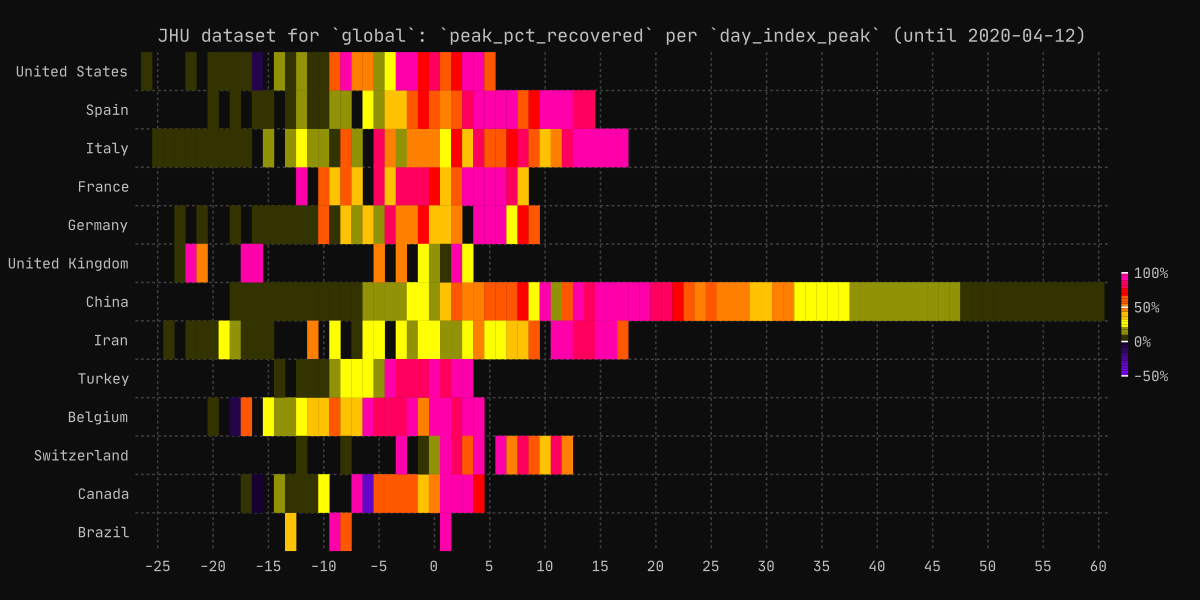 JHU dataset for `global`: `peak_pct_recovered` per `day_index_peak` (until 2020-04-12)
United States
Spain
Italy
France
Germany
United Kingdom
China
Iran
Turkey
Belgium
Switzerland
Canada
Brazil
100%
50%
0%
-50%
-25 -20 -15 -10 -5 0 5 10 15 20 25 30 35 40 45 50 55 60